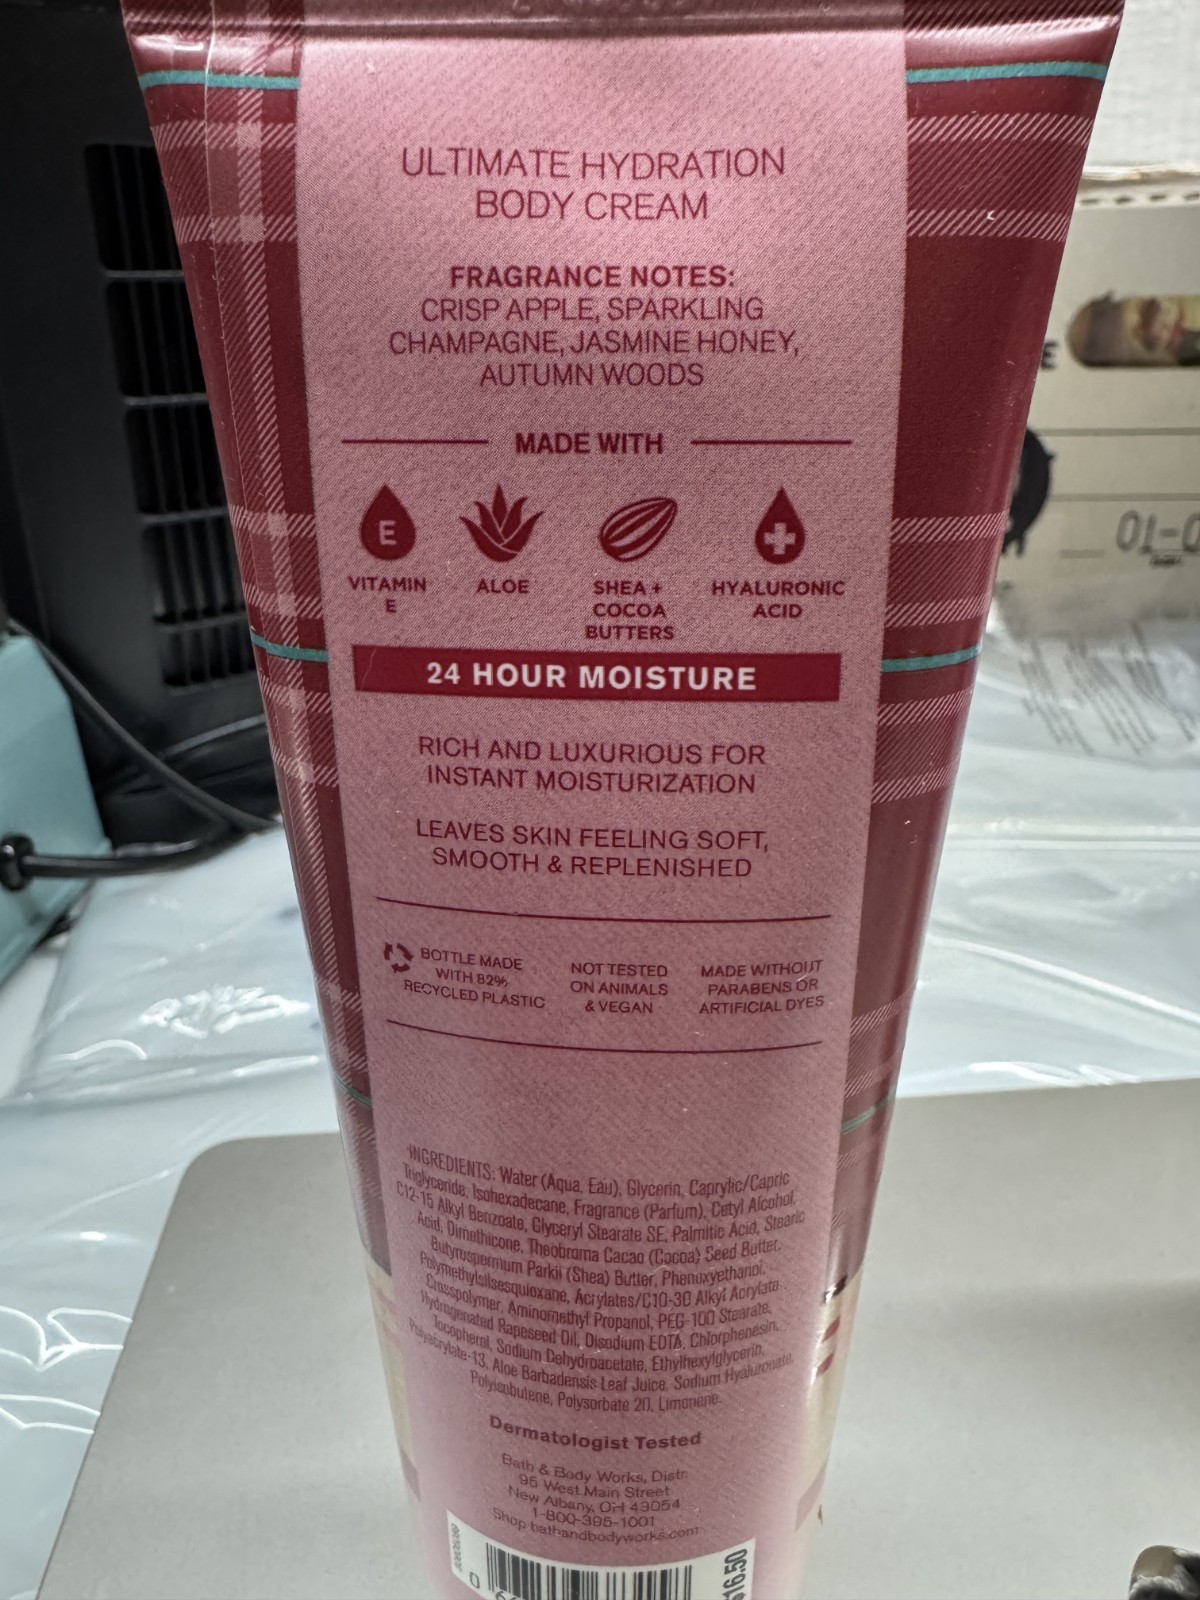 ULTIMATE HYDRATION
BODY CREAM
FRAGRANCE NOTES:
CRISP APPLE, SPARKLING
CHAMPAGNE, JASMINE HONEY,
AUTUMN WOODS
MADE WITH
E
VITAMIN
E
ALOE
SHEA +
COCOA
BUTTERS
HYALURONIC
ACID
24 HOUR MOISTURE
RICH AND LUXURIOUS FOR
INSTANT MOISTURIZATION
LEAVES SKIN FEELING SOFT,
SMOOTH & REPLENISHED
BOTTLE MADE
WITH 82%
RECYCLED PLASTIC
NOT TESTED
ON ANIMALS
& VEGAN
MADE WITHOUT
PARABENS OR
ARTIFICIAL DYES
INGREDIENTS: Water (Aqua, Eau), Glycerin, Caprylic/Capric
Triglyceride, Isohexadecane, Fragrance (Parfum), Cetyl Alcohol,
C12-15 Alkyl Benzoate, Glyceryl Stearate SE, Palmitic Acid, Stearic
Acid, Dimethicone, Theobroma Cacao (Cocoa) Seed Butter,
Butyrospermum Parkii (Shea) Butter, Phenoxyethanol,
Polymethylsilsesquioxane, Acrylates/C10-30 Alkyl Acrylate
Crosspolymer, Aminomethyl Propanol, PEG-100 Stearate,
Hydrogenated Rapeseed Oil, Disodium EDTA, Chlorphenesin,
Tocopherol, Sodium Dehydroacetate, Ethylhexylglycerin,
Polyacrylate-13, Aloe Barbadensis Leaf Juice, Sodium Hyaluronate,
Polyisobutene, Polysorbate 20, Limonene.
Dermatologist Tested
Bath & Body Works, Distr.
95 West Main Street
New Albany, OH 43054
1-800-395-1001
Shop bathandbodyworks.com
$16.50
01-0